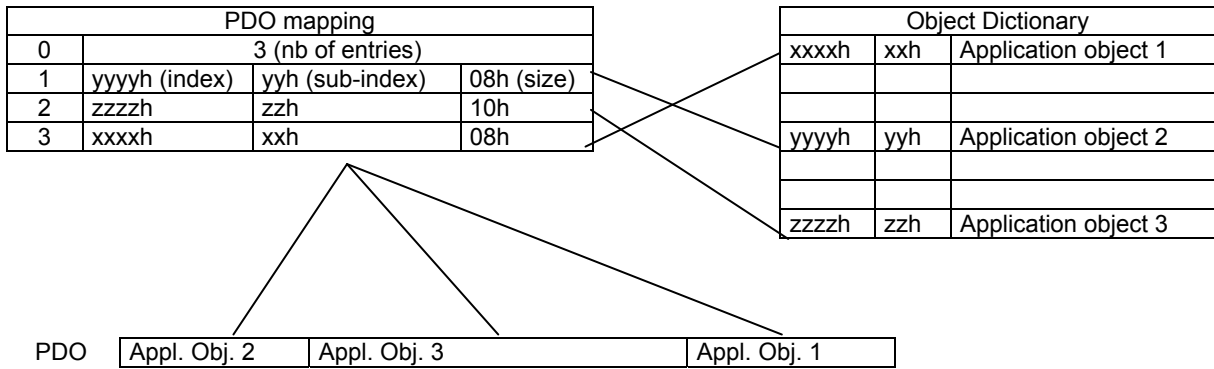 PDO mapping
0 3 (nb of entries)
1 yyyyh (index) yyh (sub-index) 08h (size)
2 zzzzh zzh 10h
3 xxxxh xxh 08h
Object Dictionary
xxxxh xxh Application object 1
yyyyh yyh Application object 2
zzzzh zzh Application object 3
PDO Appl. Obj. 2 Appl. Obj. 3 Appl. Obj. 1